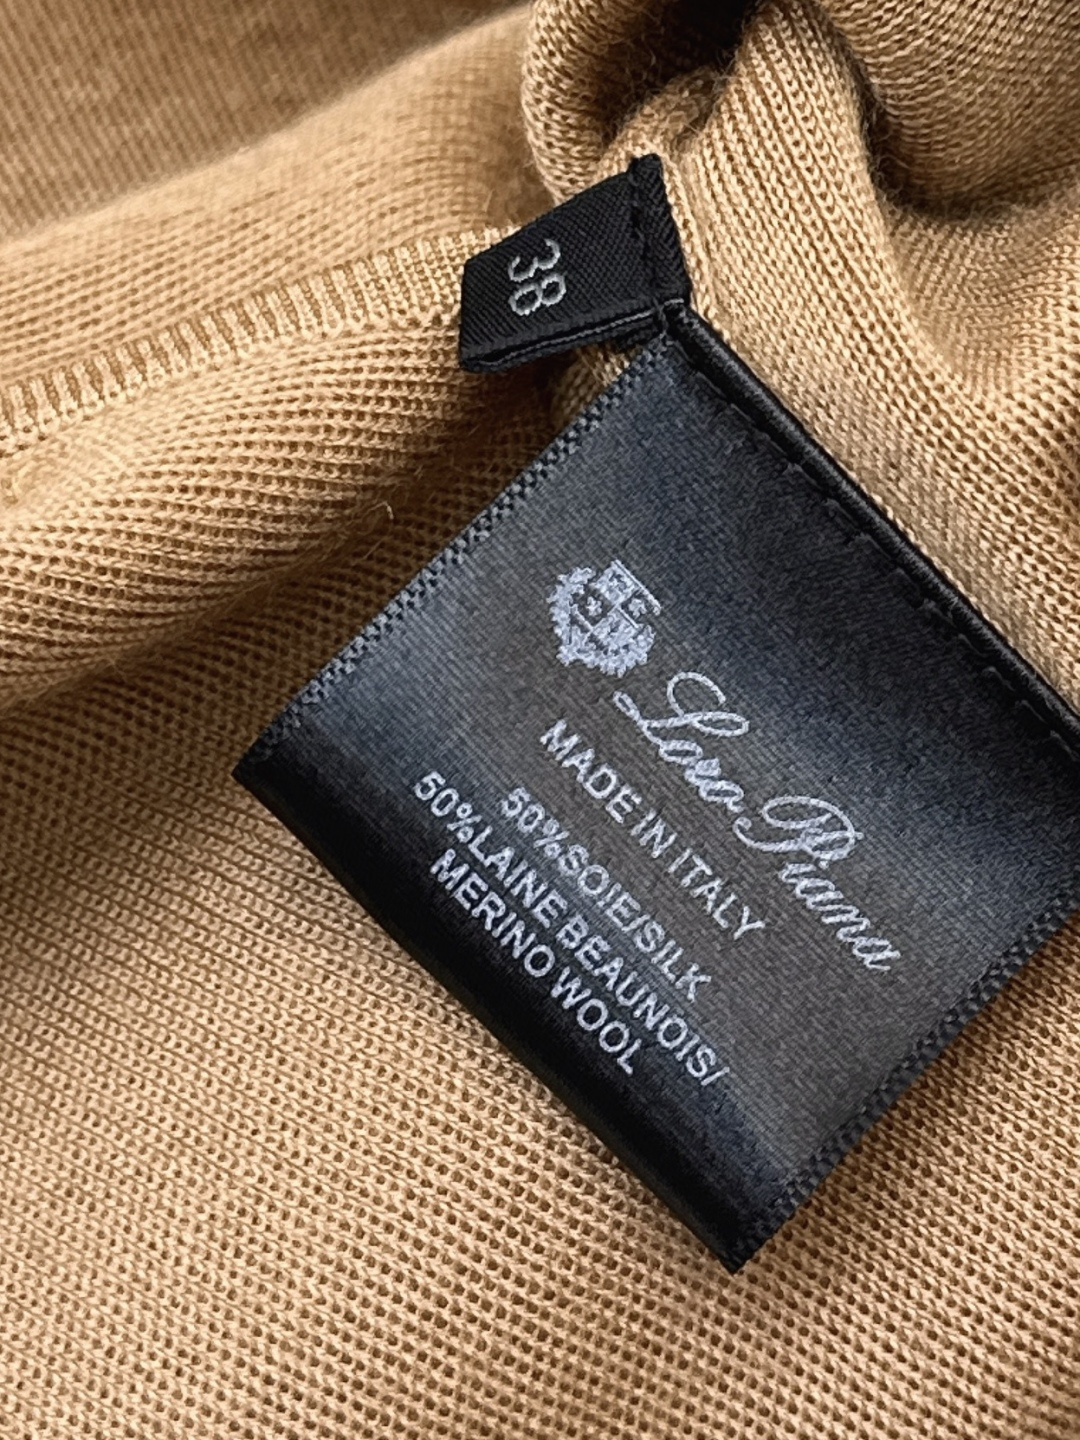 38
Loro Piana
MADE IN ITALY
50%SOIE/SILK
50%LAINE BEAUNOIS/
MERINO WOOL